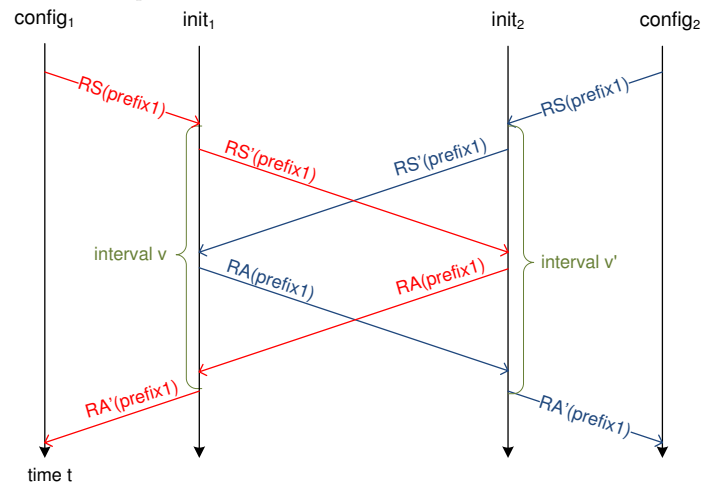 config₁
init₁
init₂
config₂
RS(prefix1)
RS(prefix1)
RS’(prefix1)
RS’(prefix1)
interval v
interval v'
RA(prefix1)
RA(prefix1)
RA’(prefix1)
RA’(prefix1)
time t